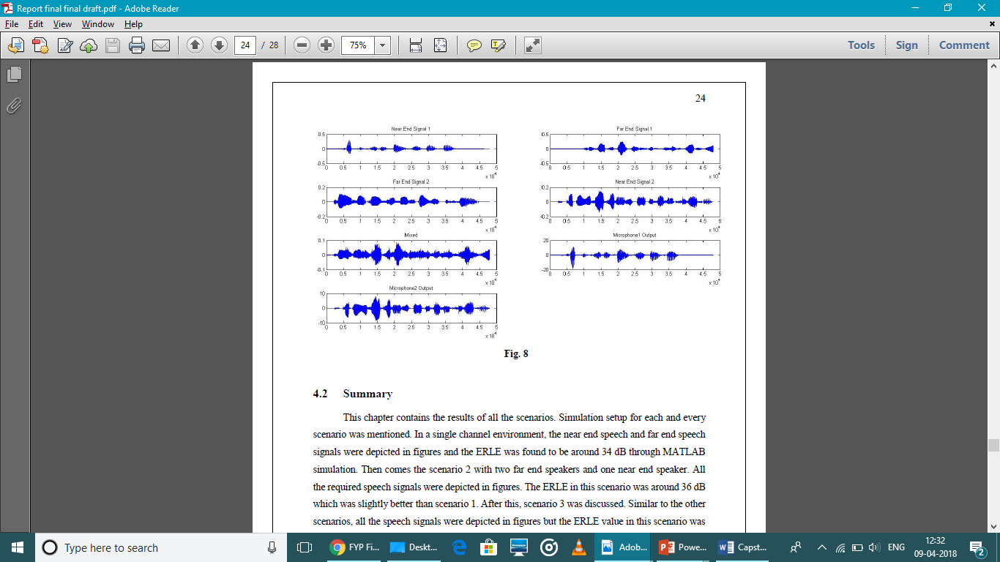 Report final final draft.pdf - Adobe Reader
File Edit View Window Help
24 / 28 75% Tools Sign Comment
24
Near End Signal 1
0.5
0
-0.5
0 0.5 1 1.5 2 2.5 3 3.5 4 4.5 5
x 10^4
Far End Signal 1
0.5
0
-0.5
0 0.5 1 1.5 2 2.5 3 3.5 4 4.5 5
x 10^4
Far End Signal 2
0.2
0
-0.2
0 0.5 1 1.5 2 2.5 3 3.5 4 4.5 5
x 10^4
Near End Signal 2
0.2
0
-0.2
0 0.5 1 1.5 2 2.5 3 3.5 4 4.5 5
x 10^4
Mixed
0.1
0
-0.1
0 0.5 1 1.5 2 2.5 3 3.5 4 4.5 5
x 10^4
Microphone1 Output
20
0
-20
0 0.5 1 1.5 2 2.5 3 3.5 4 4.5 5
x 10^4
Microphone2 Output
10
0
-10
0 0.5 1 1.5 2 2.5 3 3.5 4 4.5 5
x 10^4
Fig. 8
4.2 Summary
This chapter contains the results of all the scenarios. Simulation setup for each and every
scenario was mentioned. In a single channel environment, the near end speech and far end speech
signals were depicted in figures and the ERLE was found to be around 34 dB through MATLAB
simulation. Then comes the scenario 2 with two far end speakers and one near end speaker. All
the required speech signals were depicted in figures. The ERLE in this scenario was around 36 dB
which was slightly better than scenario 1. After this, scenario 3 was discussed. Similar to the other
scenarios, all the speech signals were depicted in figures but the ERLE value in this scenario was
Type here to search
FYP Fi...
Deskt...
Adob...
Powe...
Capst...
ENG
12:32
09-04-2018
2